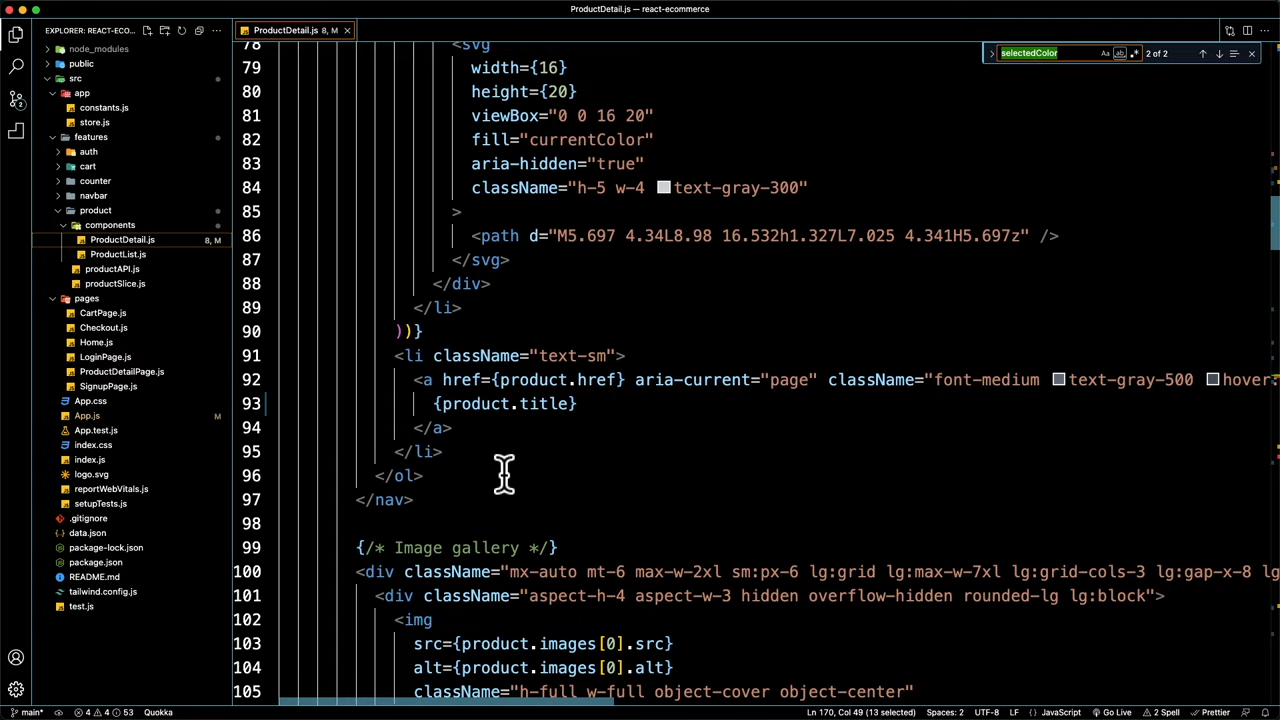 ProductDetail.js — react-ecommerce
EXPLORER: REACT-ECO...
node_modules
public
src
app
constants.js
store.js
features
auth
cart
counter
navbar
product
components
ProductDetail.js 8, M
ProductList.js
productAPI.js
productSlice.js
pages
CartPage.js
Checkout.js
Home.js
LoginPage.js
ProductDetailPage.js
SignupPage.js
App.css
App.js M
App.test.js
index.css
index.js
logo.svg
reportWebVitals.js
setupTests.js
.gitignore
data.json
package-lock.json
package.json
README.md
tailwind.config.js
test.js
ProductDetail.js 8, M
selectedColor Aa ab .* 2 of 2
78 <svg
79 width={16}
80 height={20}
81 viewBox="0 0 16 20"
82 fill="currentColor"
83 aria-hidden="true"
84 className="h-5 w-4 text-gray-300"
85 >
86 <path d="M5.697 4.34L8.98 16.532h1.327L7.025 4.341H5.697z" />
87 </svg>
88 </div>
89 </li>
90 ))}
91 <li className="text-sm">
92 <a href={product.href} aria-current="page" className="font-medium text-gray-500 hover:
93 {product.title}
94 </a>
95 </li>
96 </ol>
97 </nav>
98
99 {/* Image gallery */}
100 <div className="mx-auto mt-6 max-w-2xl sm:px-6 lg:grid lg:max-w-7xl lg:grid-cols-3 lg:gap-x-8 lg
101 <div className="aspect-h-4 aspect-w-3 hidden overflow-hidden rounded-lg lg:block">
102 <img
103 src={product.images[0].src}
104 alt={product.images[0].alt}
105 className="h-full w-full object-cover object-center"
main* 4 4 53 Quokka Ln 170, Col 49 (13 selected) Spaces: 2 UTF-8 LF {} JavaScript Go Live 2 Spell Prettier